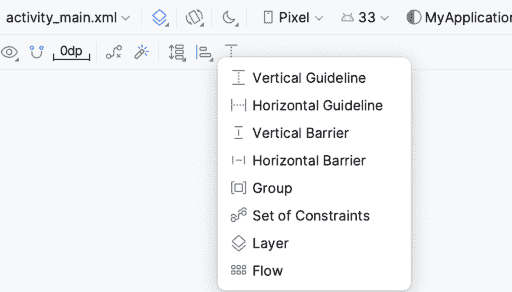 activity_main.xml Pixel 33 MyApplication
0dp
Vertical Guideline
Horizontal Guideline
Vertical Barrier
Horizontal Barrier
Group
Set of Constraints
Layer
Flow